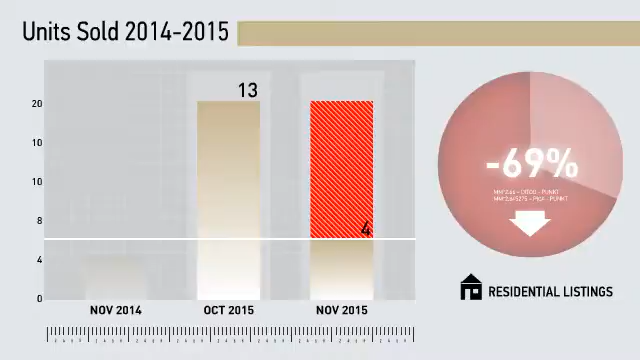 Units Sold 2014-2015
13
20
10
10
8
4
0
4
NOV 2014
OCT 2015
NOV 2015
-69%
RESIDENTIAL LISTINGS